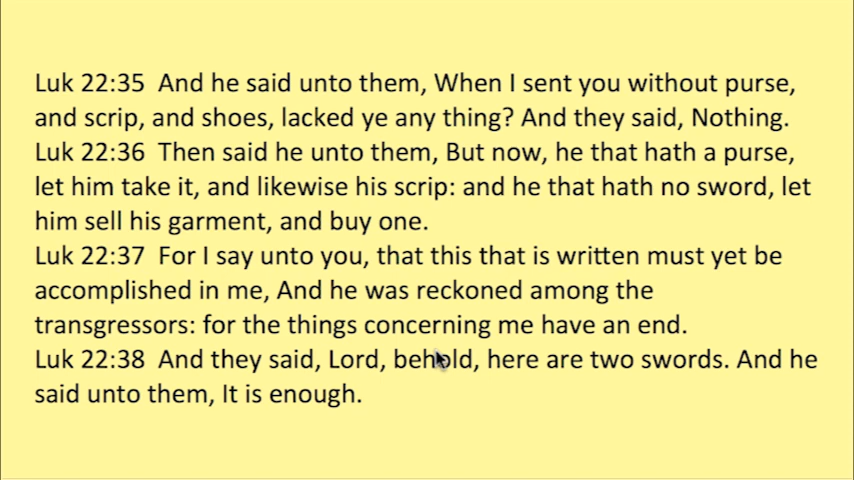 Luk 22:35  And he said unto them, When I sent you without purse,
and scrip, and shoes, lacked ye any thing? And they said, Nothing.
Luk 22:36  Then said he unto them, But now, he that hath a purse,
let him take it, and likewise his scrip: and he that hath no sword, let
him sell his garment, and buy one.
Luk 22:37  For I say unto you, that this that is written must yet be
accomplished in me, And he was reckoned among the
transgressors: for the things concerning me have an end.
Luk 22:38  And they said, Lord, behold, here are two swords. And he
said unto them, It is enough.